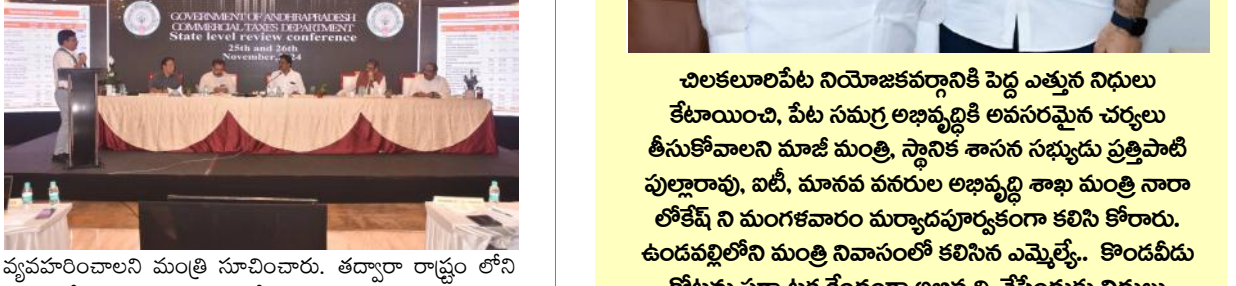 GOVERNMENT OF ANDHRAPRADESH
COMMERCIAL TAXES DEPARTMENT
State level review conference
25th and 26th
November, 2024
వ్యవహరించాలని మంత్రి సూచించారు. తద్వారా రాష్ట్రం లోని
చిలకలూరిపేట నియోజకవర్గానికి పెద్ద ఎత్తున నిధులు
కేటాయించి, పేట సమగ్ర అభివృద్ధికి అవసరమైన చర్యలు
తీసుకోవాలని మాజీ మంత్రి, స్థానిక శాసన సభ్యుడు ప్రత్తిపాటి
పుల్లారావు, ఐటీ, మానవ వనరుల అభివృద్ధి శాఖ మంత్రి నారా
లోకేష్ ని మంగళవారం మర్యాదపూర్వకంగా కలిసి కోరారు.
ఉండవల్లిలోని మంత్రి నివాసంలో కలిసిన ఎమ్మెల్యే.. కొండవీడు